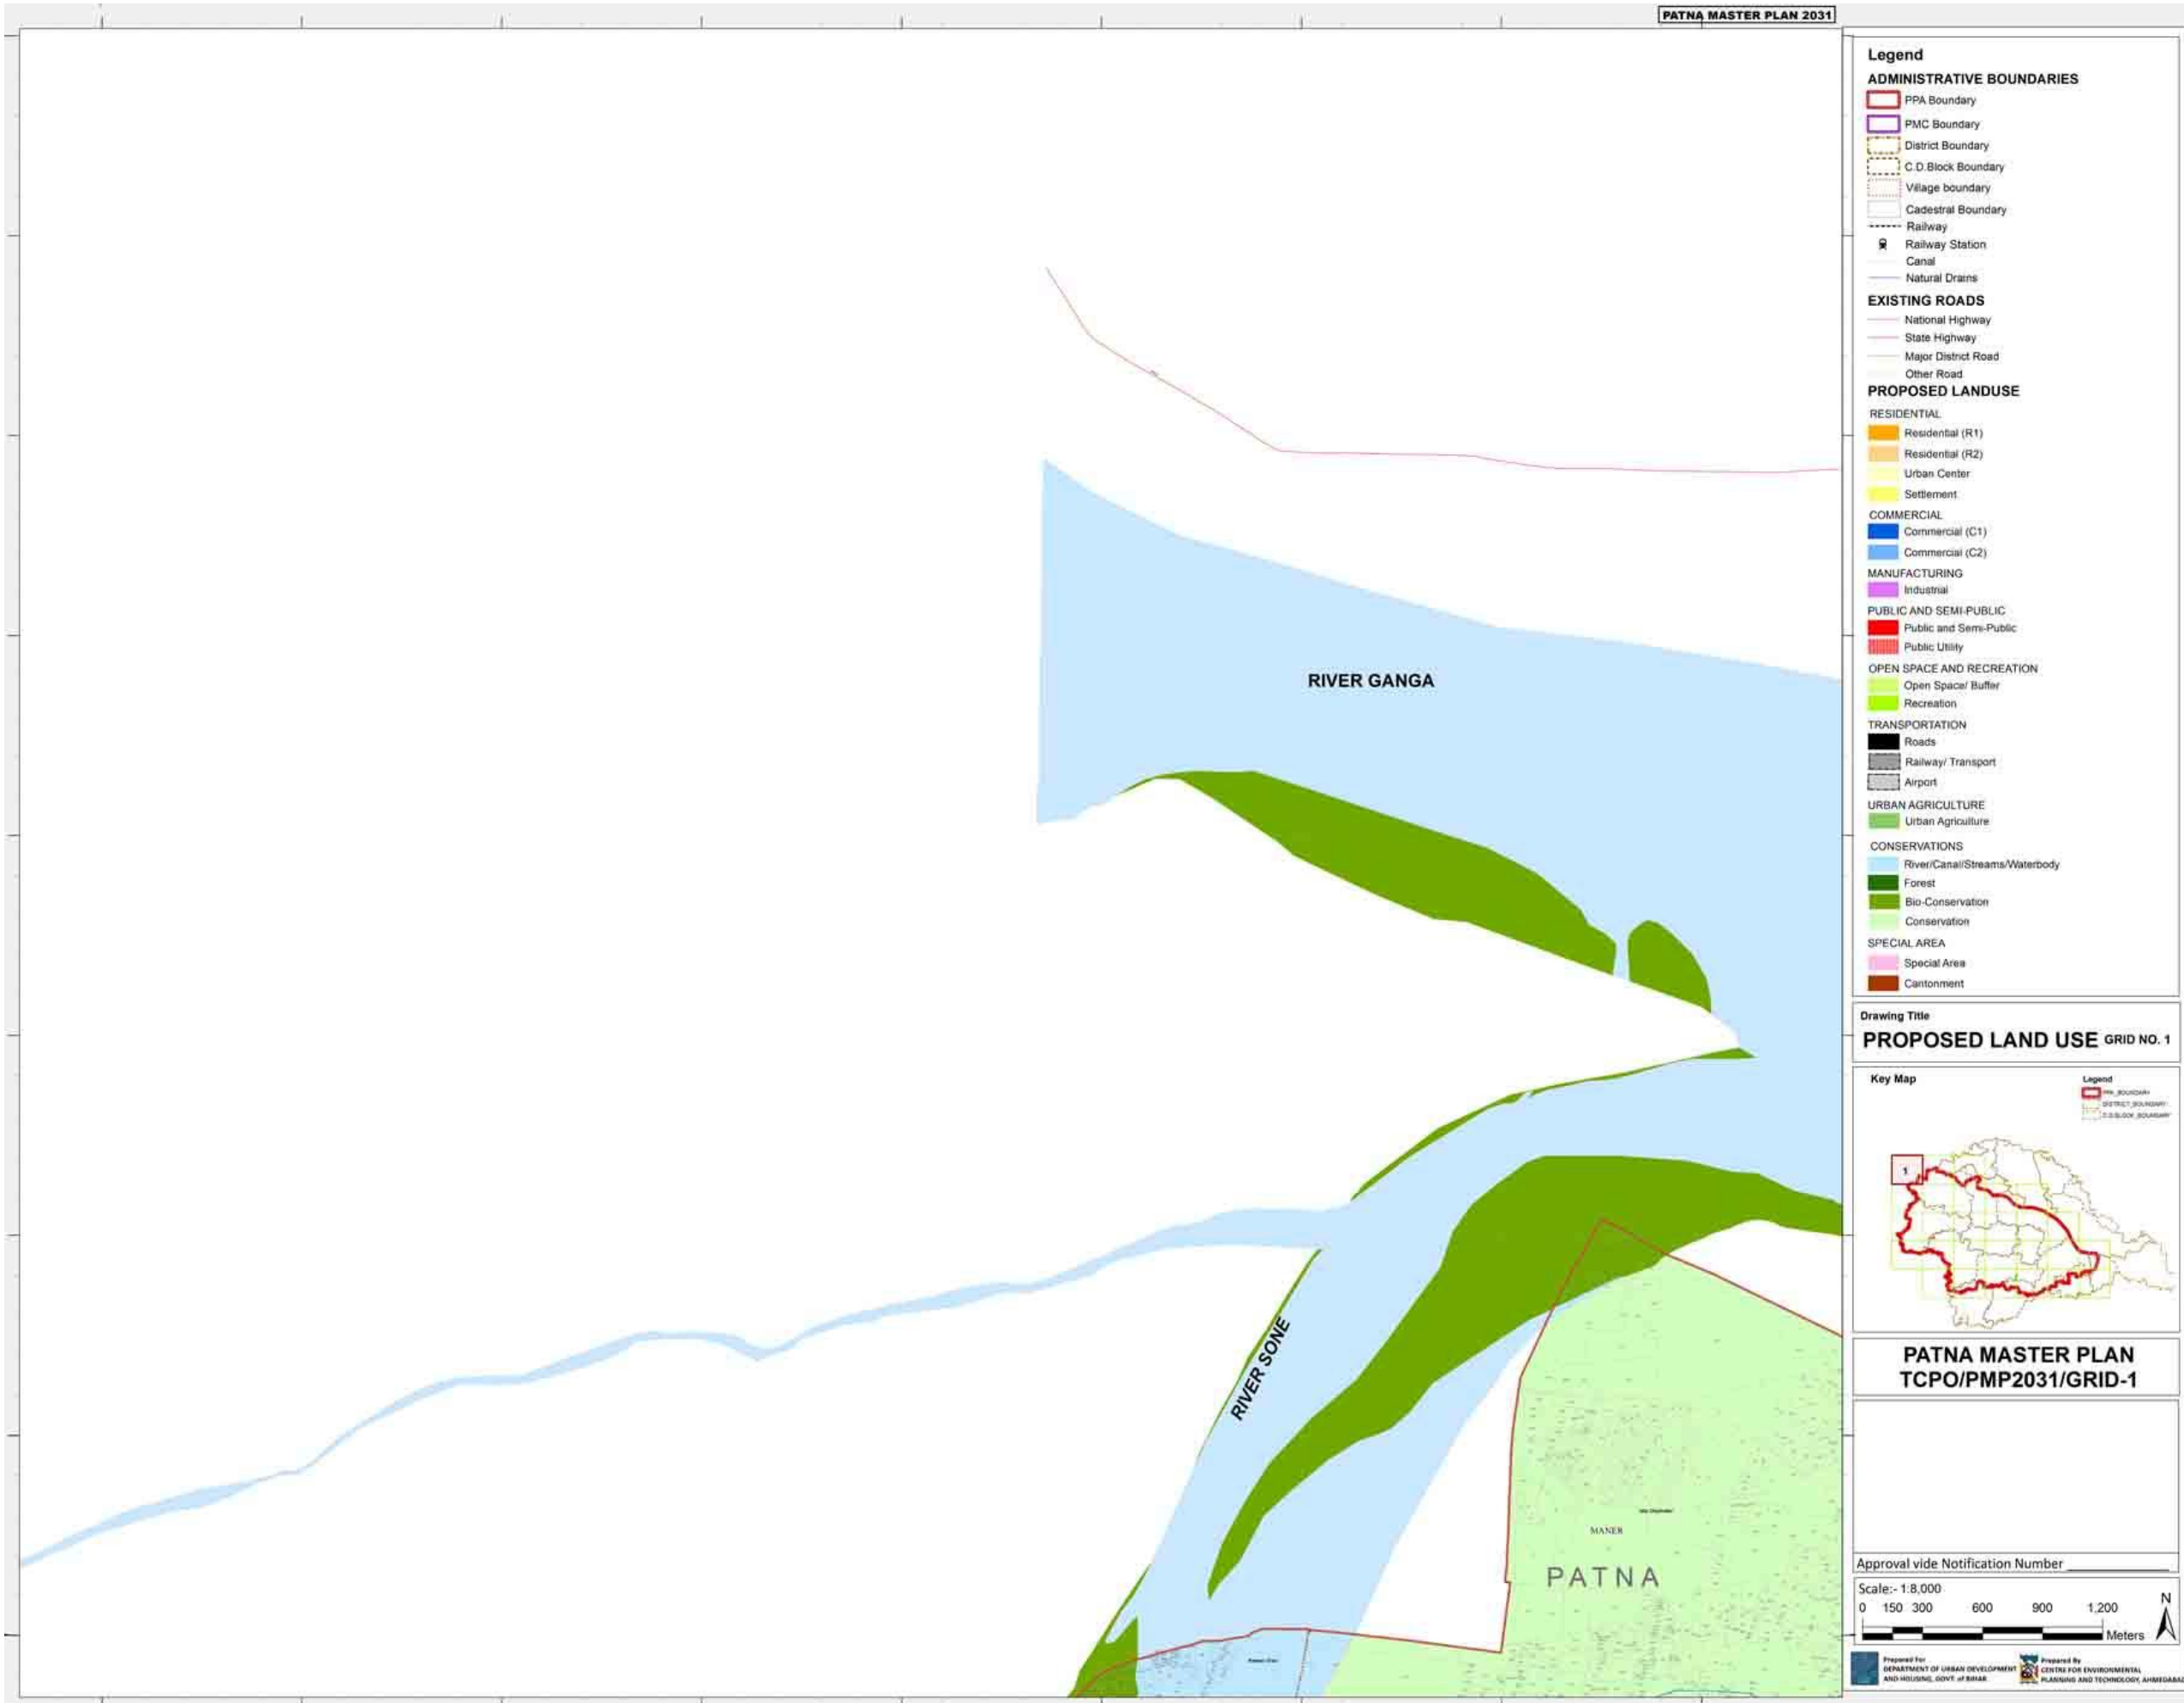 PATNA MASTER PLAN 2031
RIVER GANGA
RIVER SONE
MANER
PATNA
Legend
ADMINISTRATIVE BOUNDARIES
PPA Boundary
PMC Boundary
District Boundary
C.D.Block Boundary
Village boundary
Cadestral Boundary
Railway
Railway Station
Canal
Natural Drains
EXISTING ROADS
National Highway
State Highway
Major District Road
Other Road
PROPOSED LANDUSE
RESIDENTIAL
Residential (R1)
Residential (R2)
Urban Center
Settlement
COMMERCIAL
Commercial (C1)
Commercial (C2)
MANUFACTURING
Industrial
PUBLIC AND SEMI-PUBLIC
Public and Semi-Public
Public Utility
OPEN SPACE AND RECREATION
Open Space/ Buffer
Recreation
TRANSPORTATION
Roads
Railway/ Transport
Airport
URBAN AGRICULTURE
Urban Agriculture
CONSERVATIONS
River/Canal/Streams/Waterbody
Forest
Bio-Conservation
Conservation
SPECIAL AREA
Special Area
Cantonment
Drawing Title
PROPOSED LAND USE GRID NO. 1
Key Map
Legend
PPA_BOUNDARY
DISTRICT_BOUNDARY
C.D.BLOCK_BOUNDARY
1
PATNA MASTER PLAN
TCPO/PMP2031/GRID-1
Approval vide Notification Number
Scale:- 1:8,000
N
0 150 300 600 900 1,200
Meters
Prepared For
DEPARTMENT OF URBAN DEVELOPMENT
AND HOUSING, GOVT. of BIHAR
Prepared By
CENTRE FOR ENVIRONMENTAL
PLANNING AND TECHNOLOGY, AHMEDABAD